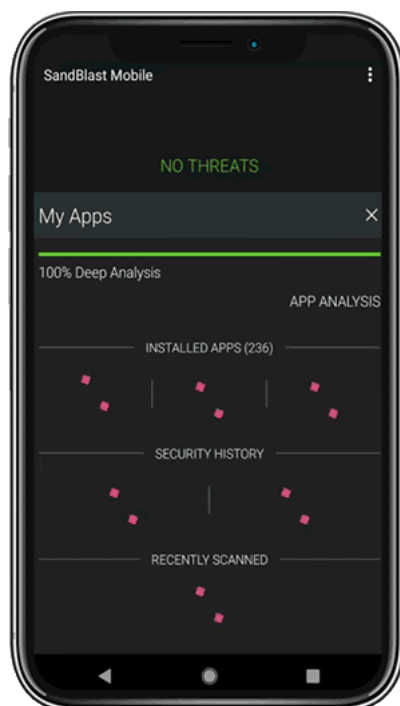 SandBlast Mobile
NO THREATS
My Apps
100% Deep Analysis
APP ANALYSIS
INSTALLED APPS (236)
SECURITY HISTORY
RECENTLY SCANNED